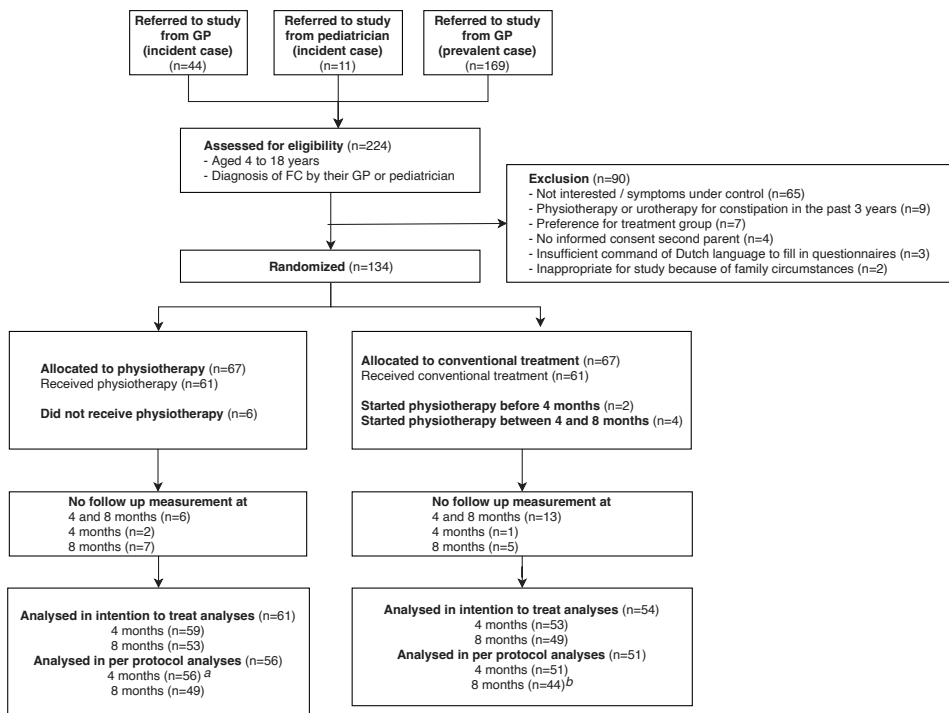 Referred to study
from GP
(incident case)
(n=44)
Referred to study
from pediatrician
(incident case)
(n=11)
Referred to study
from GP
(prevalent case)
(n=169)
Assessed for eligibility (n=224)
- Aged 4 to 18 years
- Diagnosis of FC by their GP or pediatrician
Exclusion (n=90)
- Not interested / symptoms under control (n=65)
- Physiotherapy or urotherapy for constipation in the past 3 years (n=9)
- Preference for treatment group (n=7)
- No informed consent second parent (n=4)
- Insufficient command of Dutch language to fill in questionnaires (n=3)
- Inappropriate for study because of family circumstances (n=2)
Randomized (n=134)
Allocated to physiotherapy (n=67)
Received physiotherapy (n=61)
Did not receive physiotherapy (n=6)
Allocated to conventional treatment (n=67)
Received conventional treatment (n=61)
Started physiotherapy before 4 months (n=2)
Started physiotherapy between 4 and 8 months (n=4)
No follow up measurement at
4 and 8 months (n=6)
4 months (n=2)
8 months (n=7)
No follow up measurement at
4 and 8 months (n=13)
4 months (n=1)
8 months (n=5)
Analysed in intention to treat analyses (n=61)
4 months (n=59)
8 months (n=53)
Analysed in per protocol analyses (n=56)
4 months (n=56) a
8 months (n=49)
Analysed in intention to treat analyses (n=54)
4 months (n=53)
8 months (n=49)
Analysed in per protocol analyses (n=51)
4 months (n=51)
8 months (n=44) b